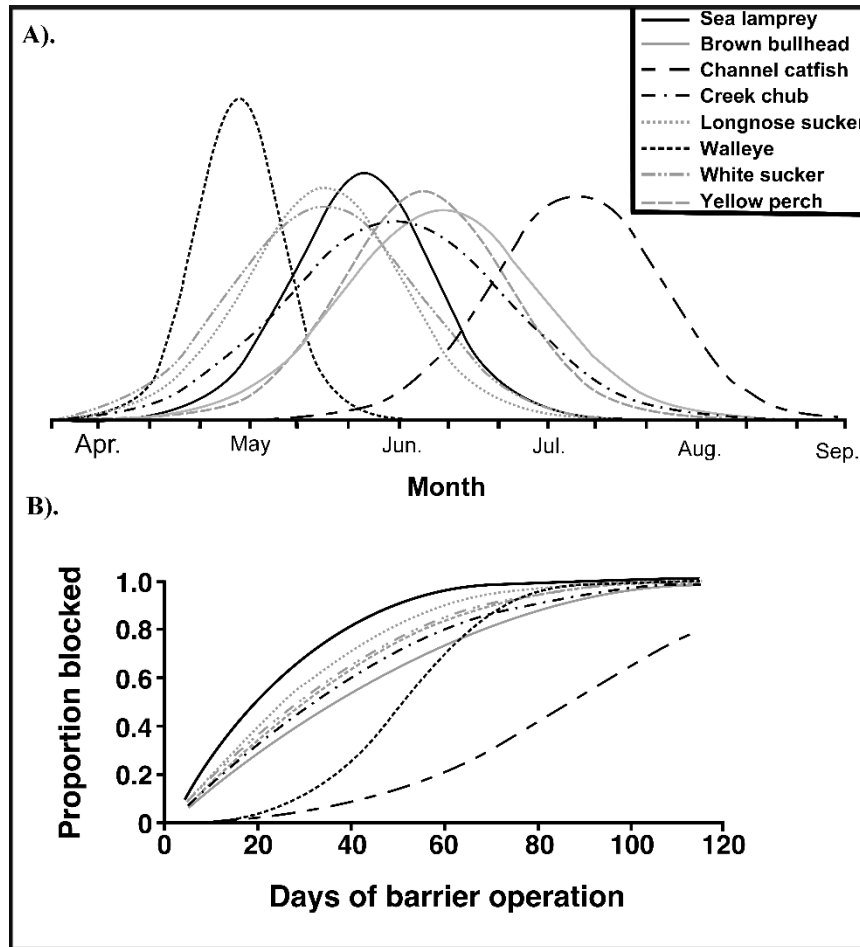 A).
Sea lamprey
Brown bullhead
Channel catfish
Creek chub
Longnose sucker
Walleye
White sucker
Yellow perch
Apr. May Jun. Jul. Aug. Sep.
Month
B).
Proportion blocked
1.0
0.8
0.6
0.4
0.2
0
0 20 40 60 80 100 120
Days of barrier operation